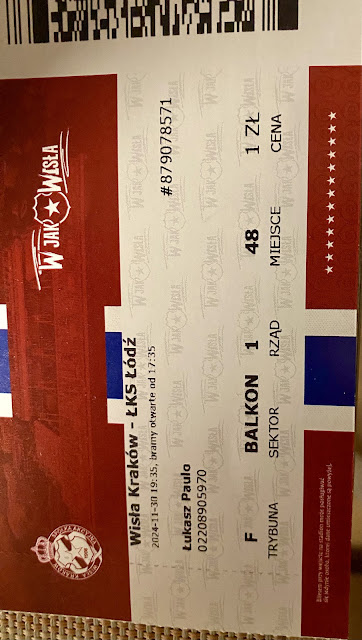 W JAK WISŁA
Wisła Kraków - ŁKS Łódź
2024-11-30 19:35, bramy otwarte od 17:35
#879078571
Łukasz Paulo
02208905970
F BALKON 1 48 1 ZŁ
TRYBUNA SEKTOR RZĄD MIEJSCE CENA